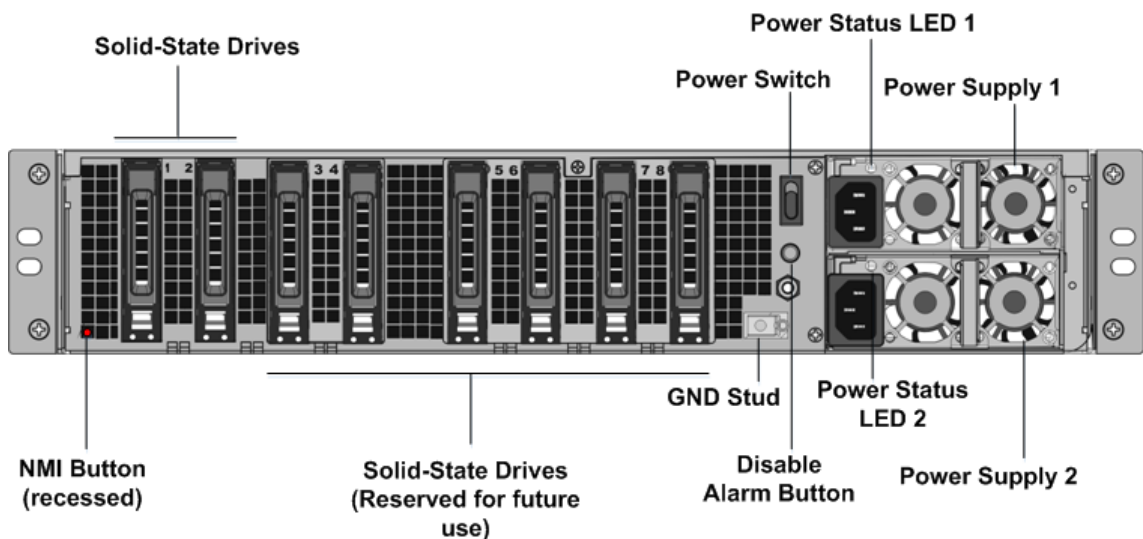 Power Status LED 1
Solid-State Drives
Power Switch
Power Supply 1
1 2 3 4 5 6 7 8
GND Stud
Power Status
LED 2
NMI Button
(recessed)
Solid-State Drives
(Reserved for future
use)
Disable
Alarm Button
Power Supply 2